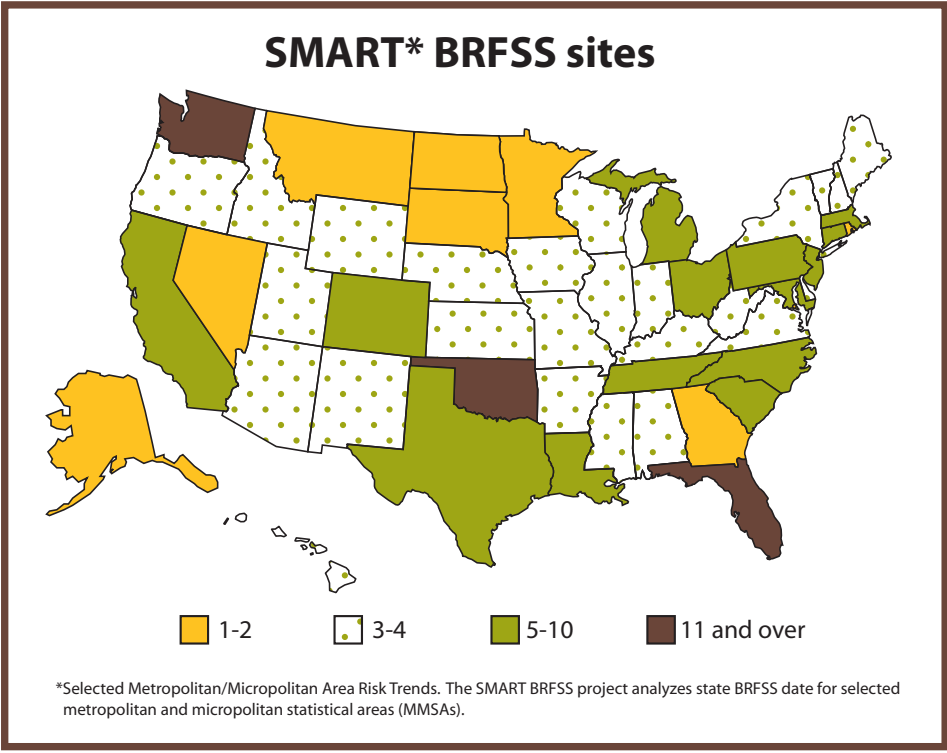 SMART* BRFSS sites
1-2
3-4
5-10
11 and over
*Selected Metropolitan/Micropolitan Area Risk Trends. The SMART BRFSS project analyzes state BRFSS date for selected
metropolitan and micropolitan statistical areas (MMSAs).